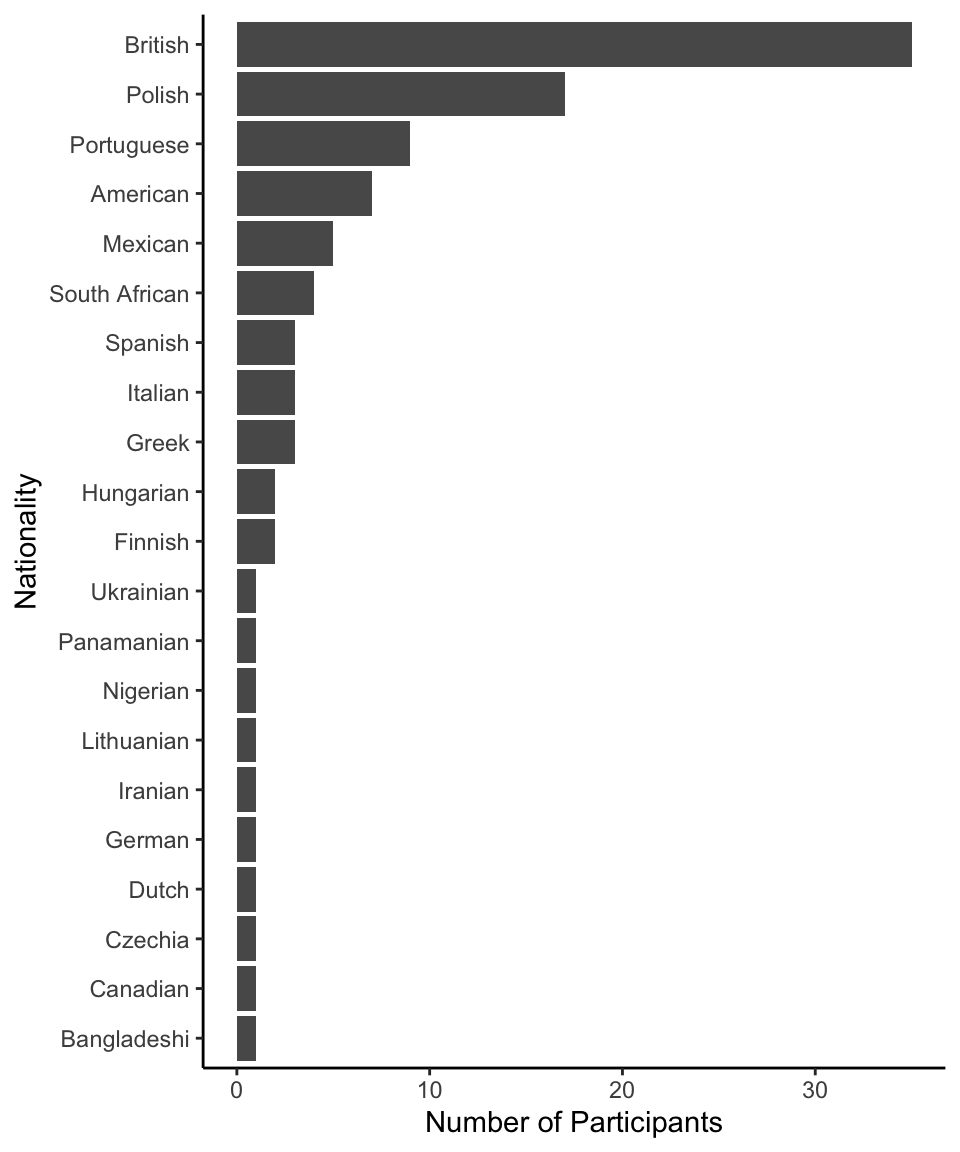 British
Polish
Portuguese
American
Mexican
South African
Spanish
Italian
Greek
Hungarian
Finnish
Ukrainian
Panamanian
Nigerian
Lithuanian
Iranian
German
Dutch
Czechia
Canadian
Bangladeshi
Nationality
0 10 20 30
Number of Participants